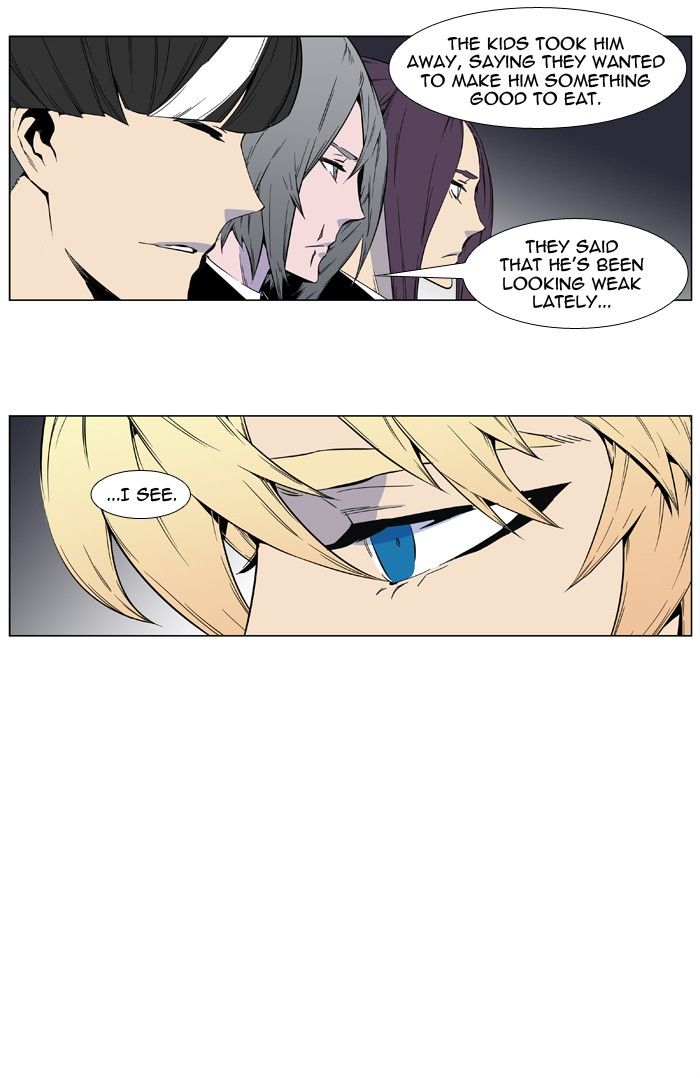 THE KIDS TOOK HIM
AWAY, SAYING THEY WANTED
TO MAKE HIM SOMETHING
GOOD TO EAT.
THEY SAID
THAT HE'S BEEN
LOOKING WEAK
LATELY...
...I SEE.